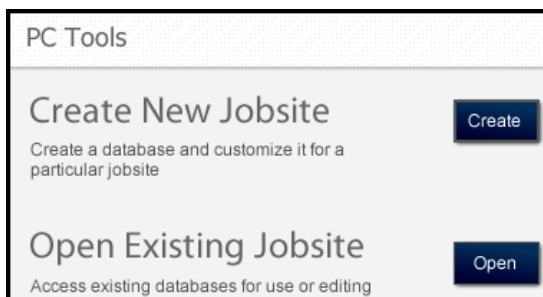 PC Tools
Create New Jobsite
Create
Create a database and customize it for a
particular jobsite
Open Existing Jobsite
Open
Access existing databases for use or editing